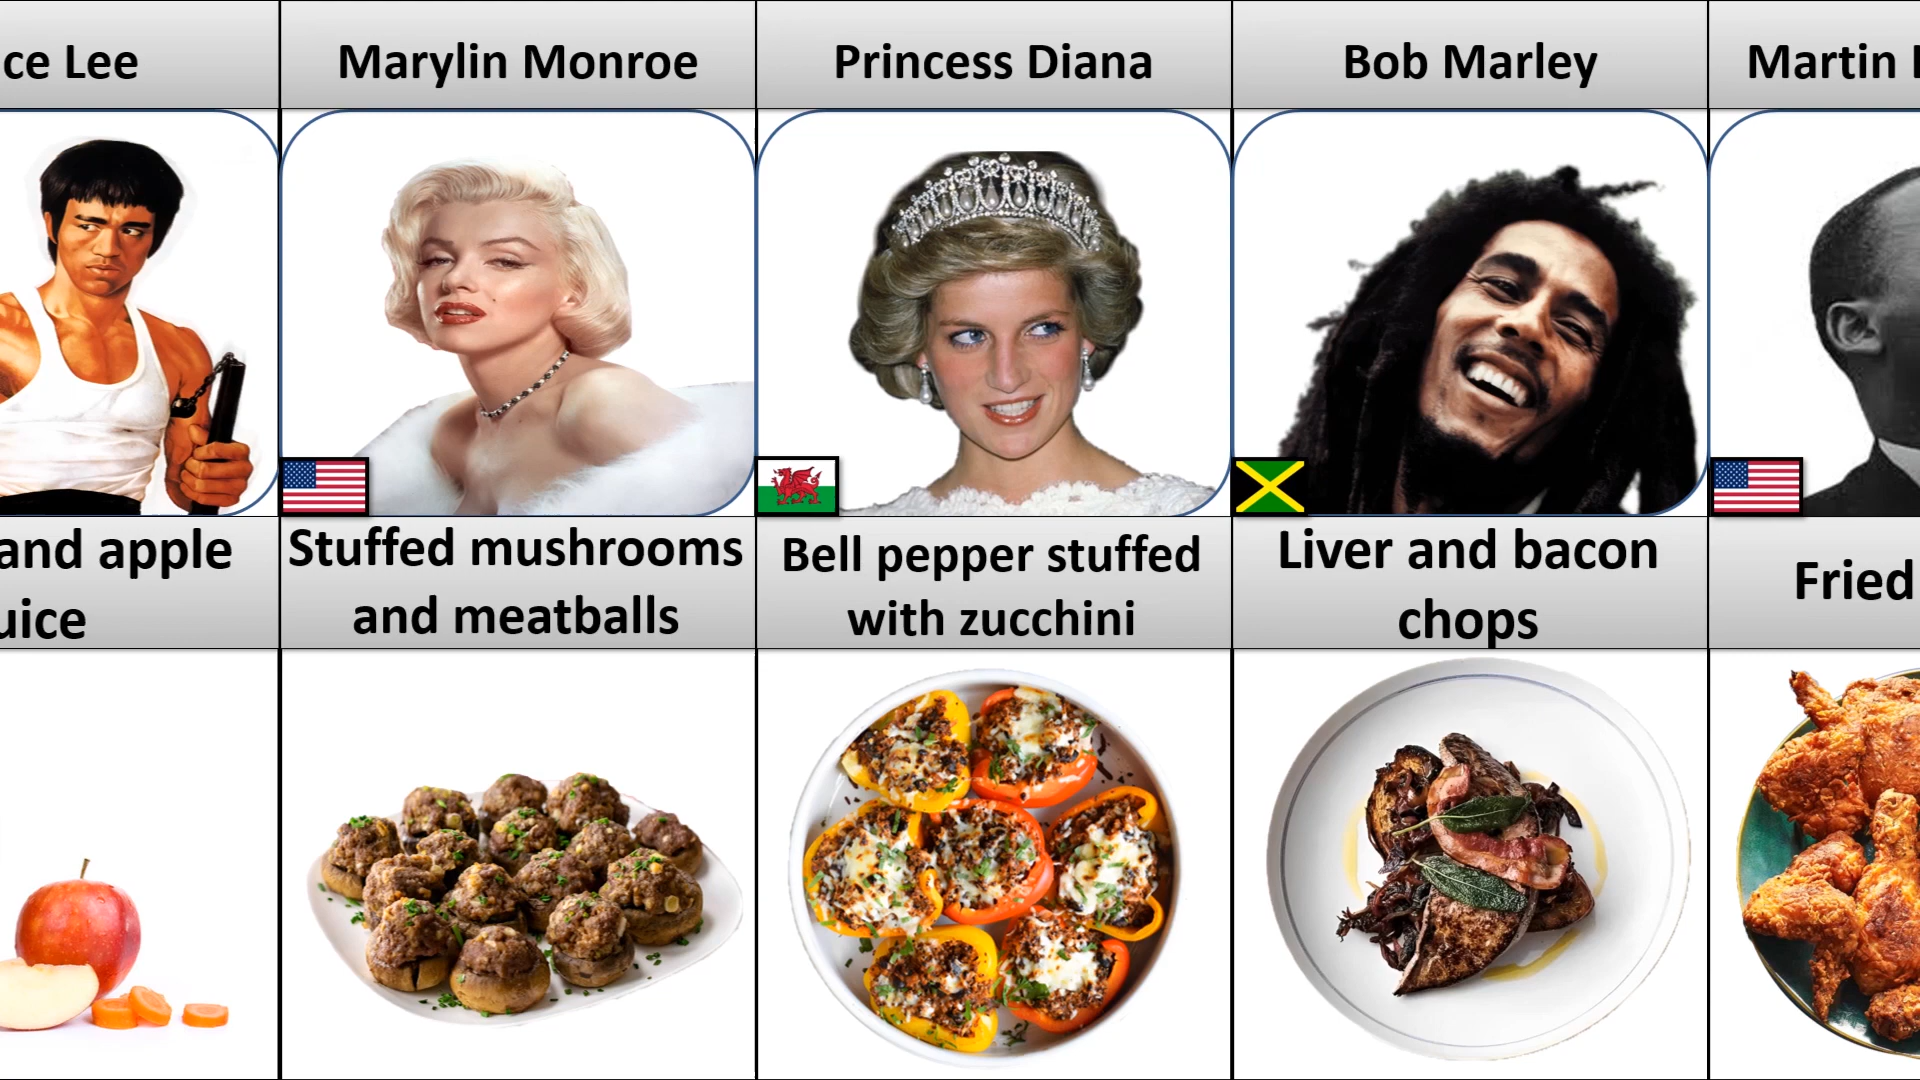 ce Lee
Marylin Monroe
Princess Diana
Bob Marley
Martin
and apple
uice
Stuffed mushrooms
and meatballs
Bell pepper stuffed
with zucchini
Liver and bacon
chops
Fried